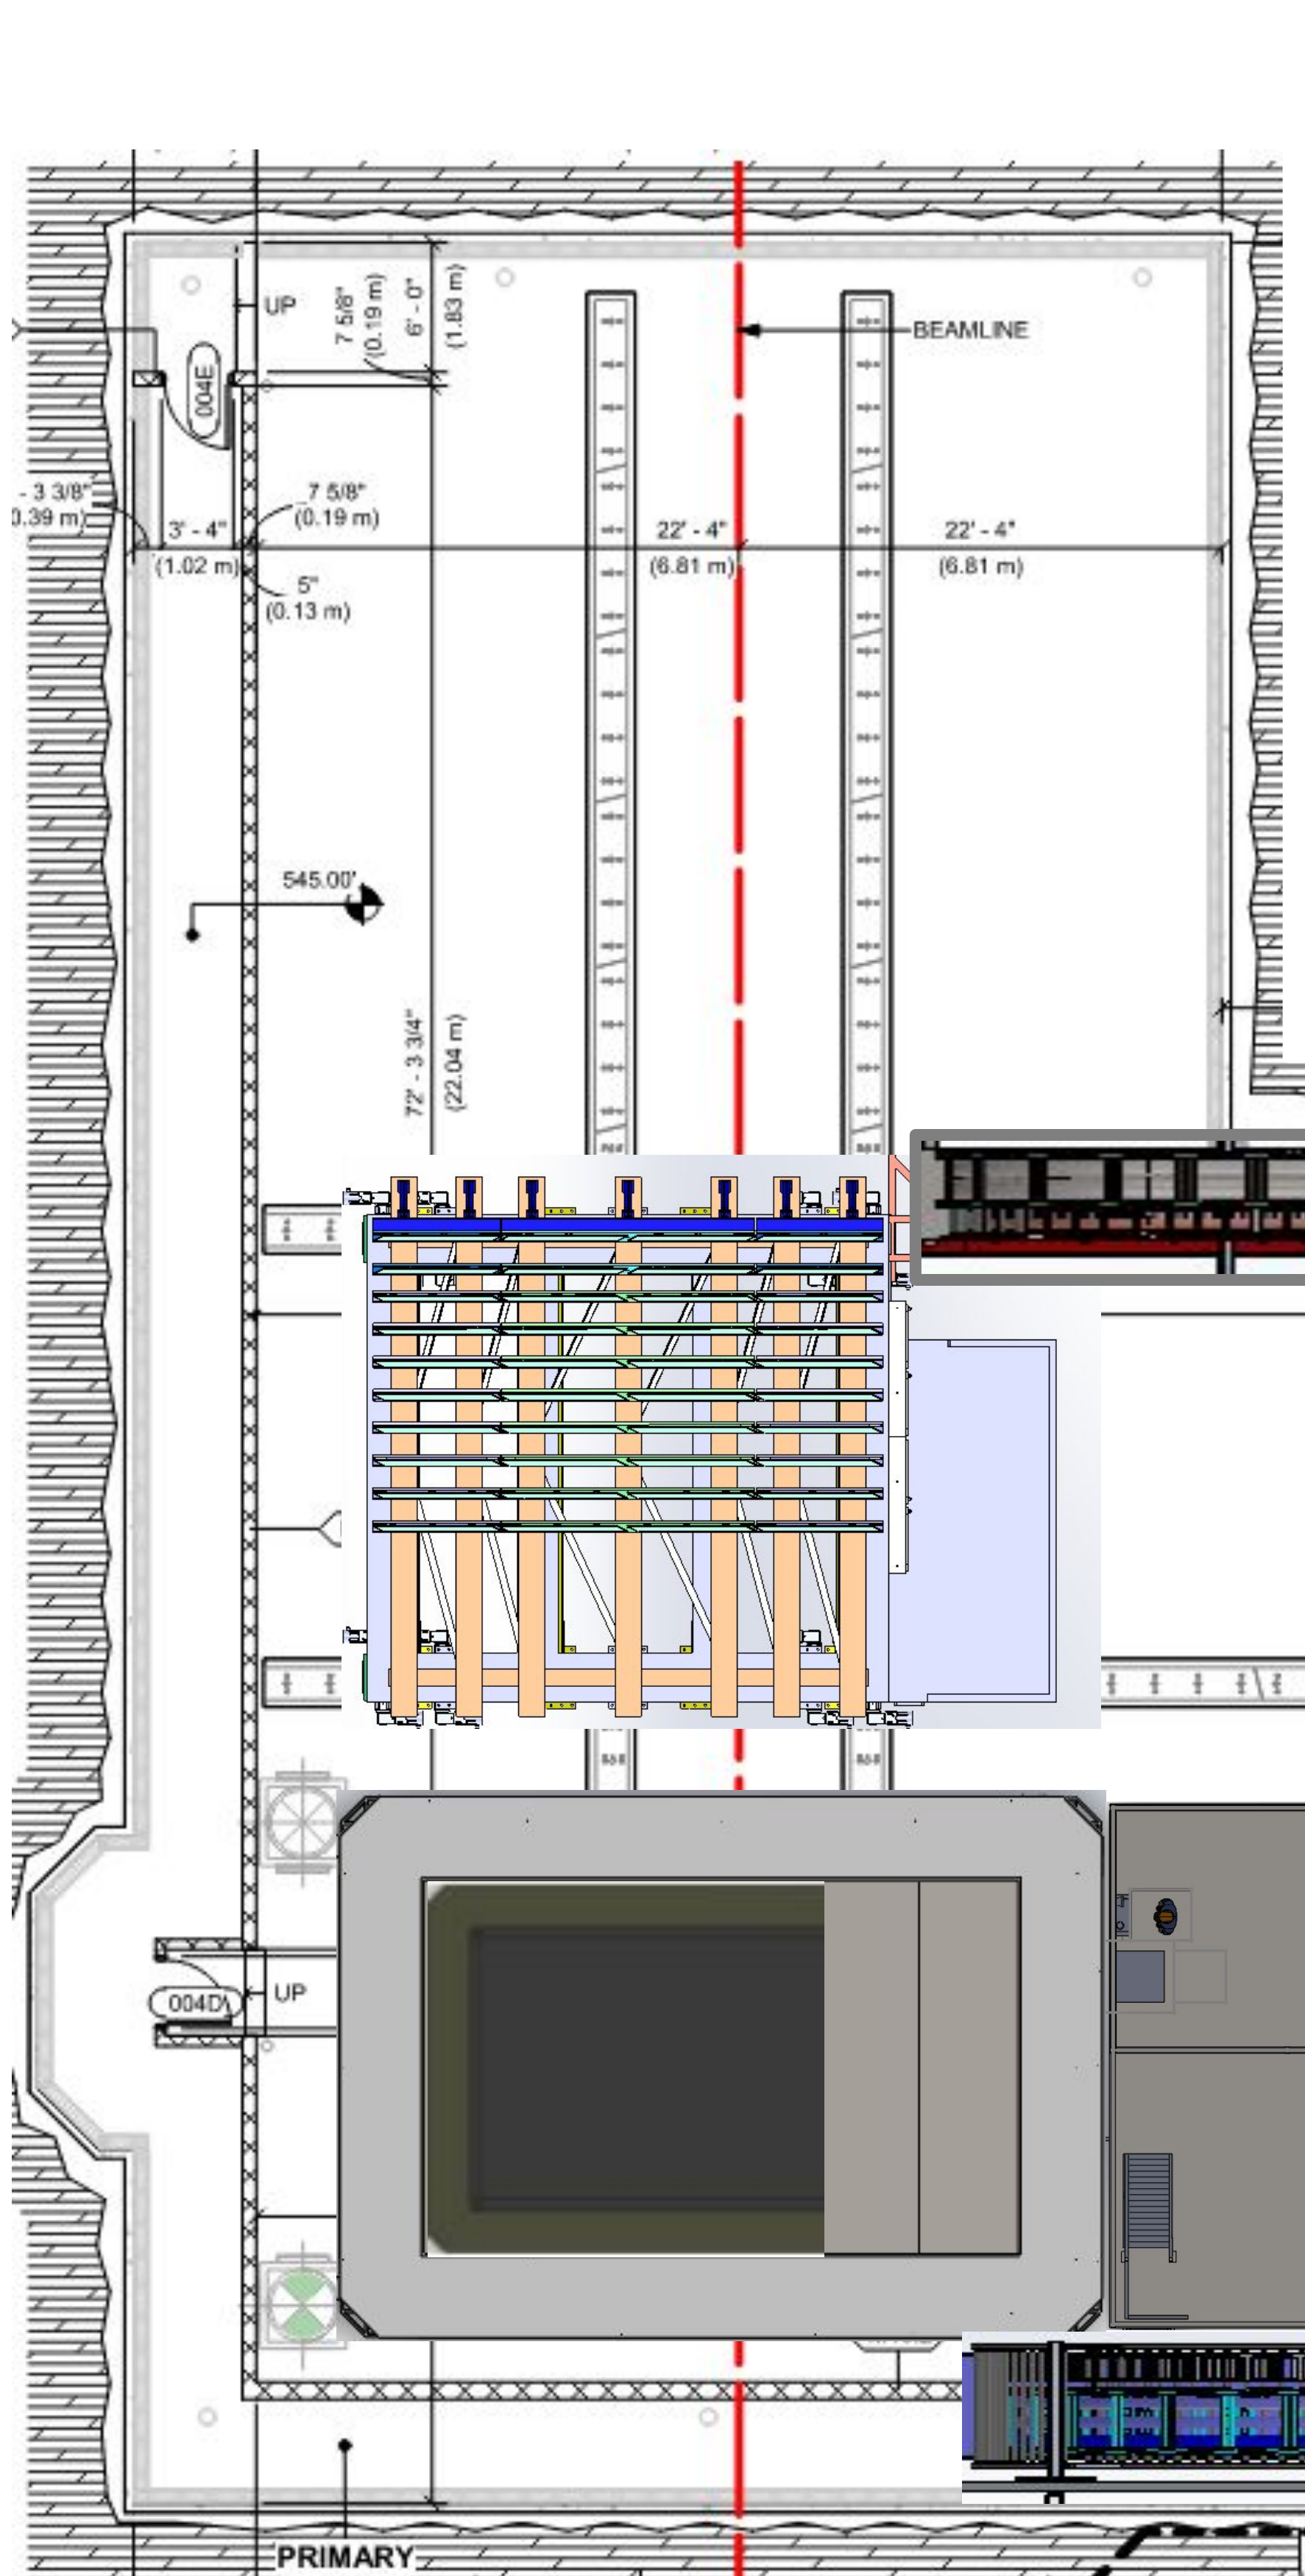 UP
7 5/8"
(0.19 m)
6' - 0"
(1.83 m)
BEAMLINE
004E
- 3 3/8"
0.39 m)
3' - 4"
(1.02 m)
7 5/8"
(0.19 m)
5"
(0.13 m)
22' - 4"
(6.81 m)
22' - 4"
(6.81 m)
545.00'
72' - 3 3/4"
(22.04 m)
UP
004D
PRIMARY